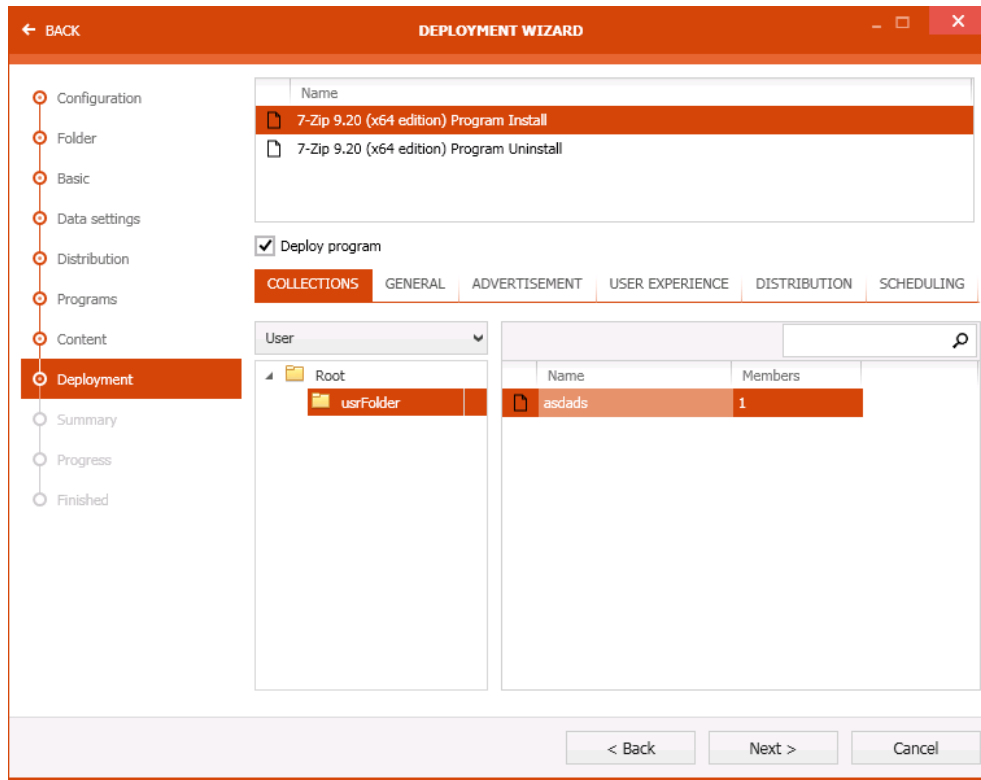 BACK
DEPLOYMENT WIZARD
Configuration
Folder
Basic
Data settings
Distribution
Programs
Content
Deployment
Summary
Progress
Finished
Name
7-Zip 9.20 (x64 edition) Program Install
7-Zip 9.20 (x64 edition) Program Uninstall
Deploy program
COLLECTIONS GENERAL ADVERTISEMENT USER EXPERIENCE DISTRIBUTION SCHEDULING
User
Root
usrFolder
Name Members
asdads 1
< Back Next > Cancel